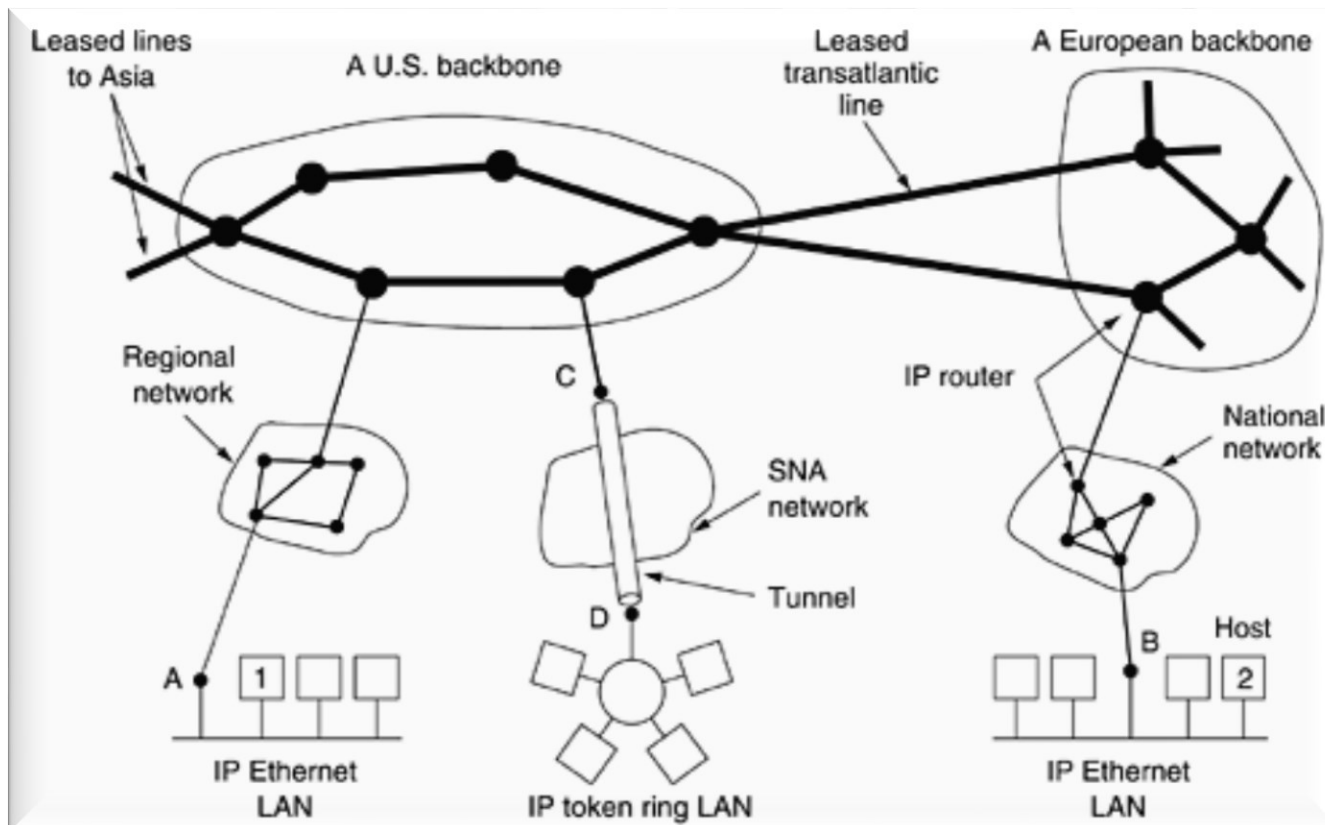 Leased lines
to Asia
A U.S. backbone
Leased
transatlantic
line
A European backbone
Regional
network
C
SNA
network
Tunnel
D
IP router
National
network
A
1
IP Ethernet
LAN
IP token ring LAN
B
Host
2
IP Ethernet
LAN